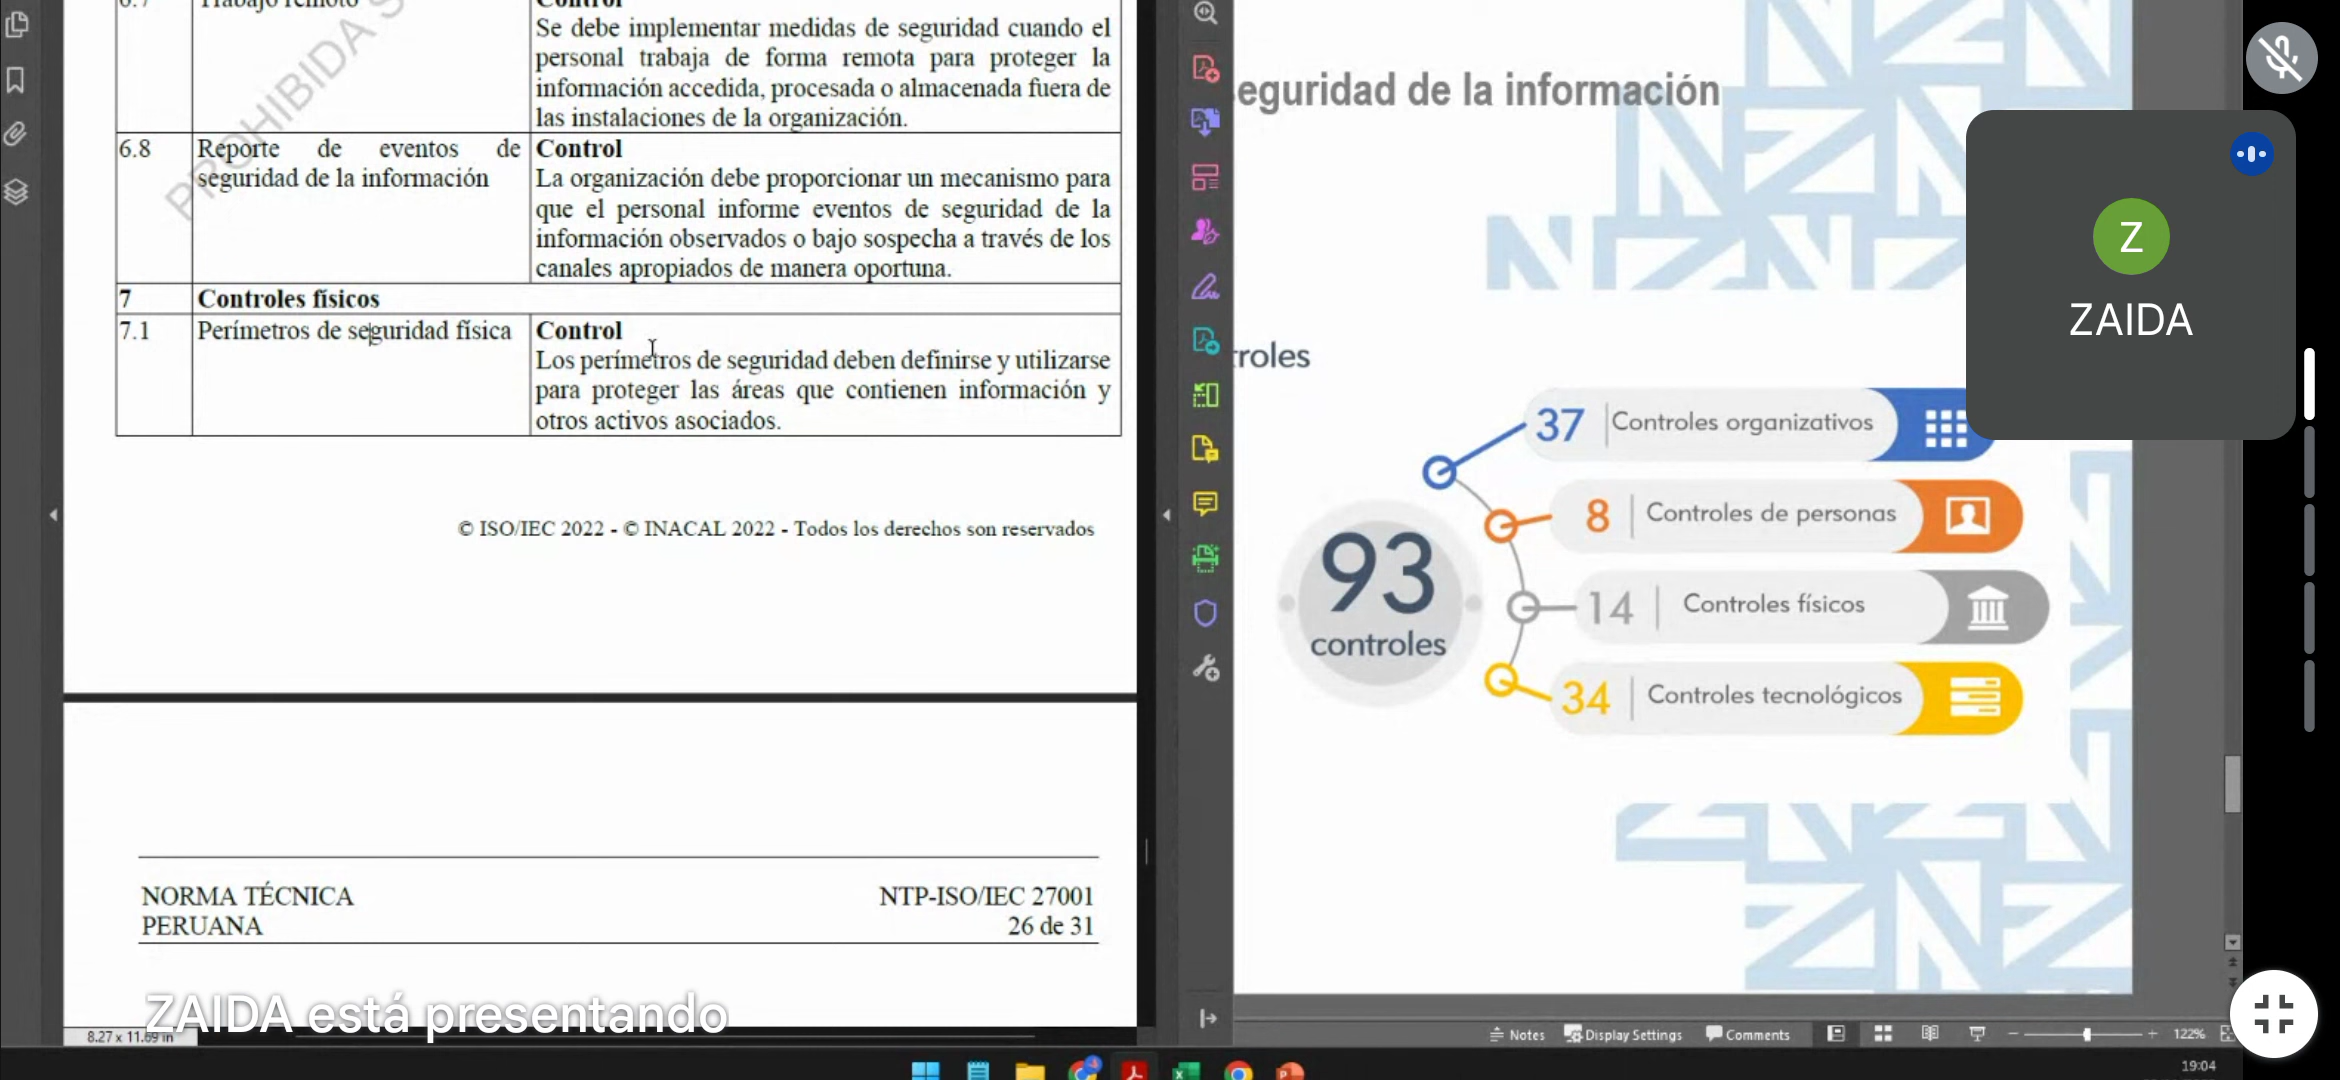 6.7 Trabajo remoto Control
Se debe implementar medidas de seguridad cuando el
personal trabaja de forma remota para proteger la
información accedida, procesada o almacenada fuera de
las instalaciones de la organización.
6.8 Reporte de eventos de Control
seguridad de la información La organización debe proporcionar un mecanismo para
que el personal informe eventos de seguridad de la
información observados o bajo sospecha a través de los
canales apropiados de manera oportuna.
7 Controles físicos
7.1 Perímetros de seguridad física Control
Los perímetros de seguridad deben definirse y utilizarse
para proteger las áreas que contienen información y
otros activos asociados.
PROHIBIDA S
© ISO/IEC 2022 - © INACAL 2022 - Todos los derechos son reservados
NORMA TÉCNICA NTP-ISO/IEC 27001
PERUANA 26 de 31
ZAIDA está presentando
8.27 x 11.69 in
eguridad de la información
roles
93
controles
37 Controles organizativos
8 Controles de personas
14 Controles físicos
34 Controles tecnológicos
Z
ZAIDA
Notes Display Settings Comments 122%
19:04